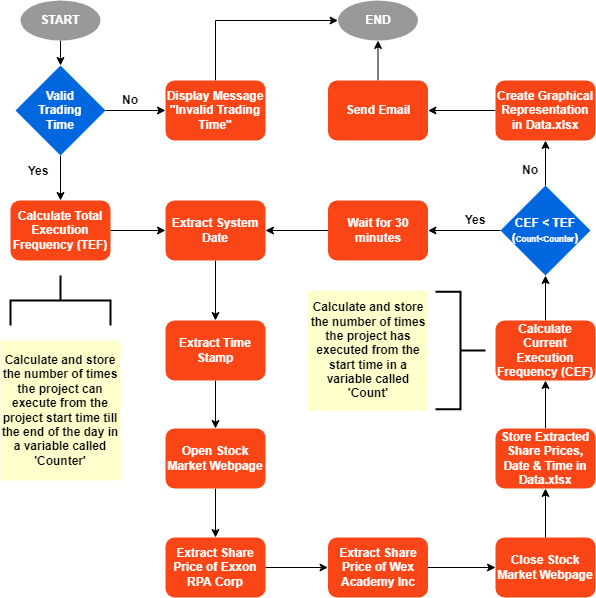 START
END
Valid
Trading
Time
No
Display Message
"Invalid Trading
Time"
Send Email
Create Graphical
Representation
in Data.xlsx
Yes
No
Calculate Total
Execution
Frequency (TEF)
Extract System
Date
Wait for 30
minutes
Yes
CEF < TEF
(Count<Counter)
Calculate and store
the number of times
the project can
execute from the
project start time till
the end of the day in
a variable called
'Counter'
Extract Time
Stamp
Calculate and store
the number of times
the project has
executed from the
start time in a
variable called
'Count'
Calculate
Current
Execution
Frequency (CEF)
Open Stock
Market Webpage
Store Extracted
Share Prices,
Date & Time in
Data.xlsx
Extract Share
Price of Exxon
RPA Corp
Extract Share
Price of Wex
Academy Inc
Close Stock
Market Webpage